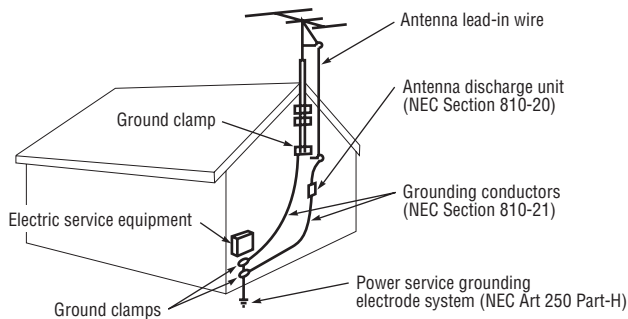 Antenna lead-in wire
Antenna discharge unit
(NEC Section 810-20)
Ground clamp
Grounding conductors
(NEC Section 810-21)
Electric service equipment
Ground clamps
Power service grounding
electrode system (NEC Art 250 Part-H)